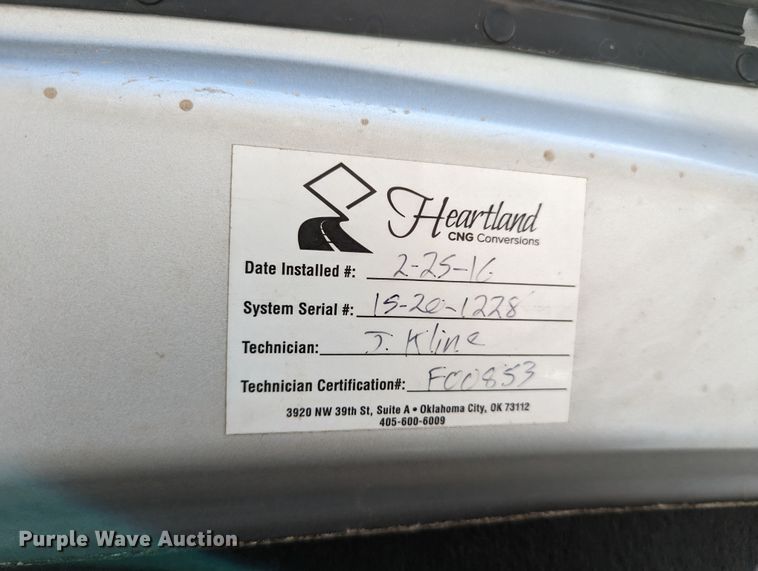 Heartland
CNG Conversions
Date Installed #: 2-25-16
System Serial #: 15-20-1228
Technician: J. Kline
Technician Certification#: FC0853
3920 NW 39th St, Suite A • Oklahoma City, OK 73112
405-600-6009
Purple Wave Auction